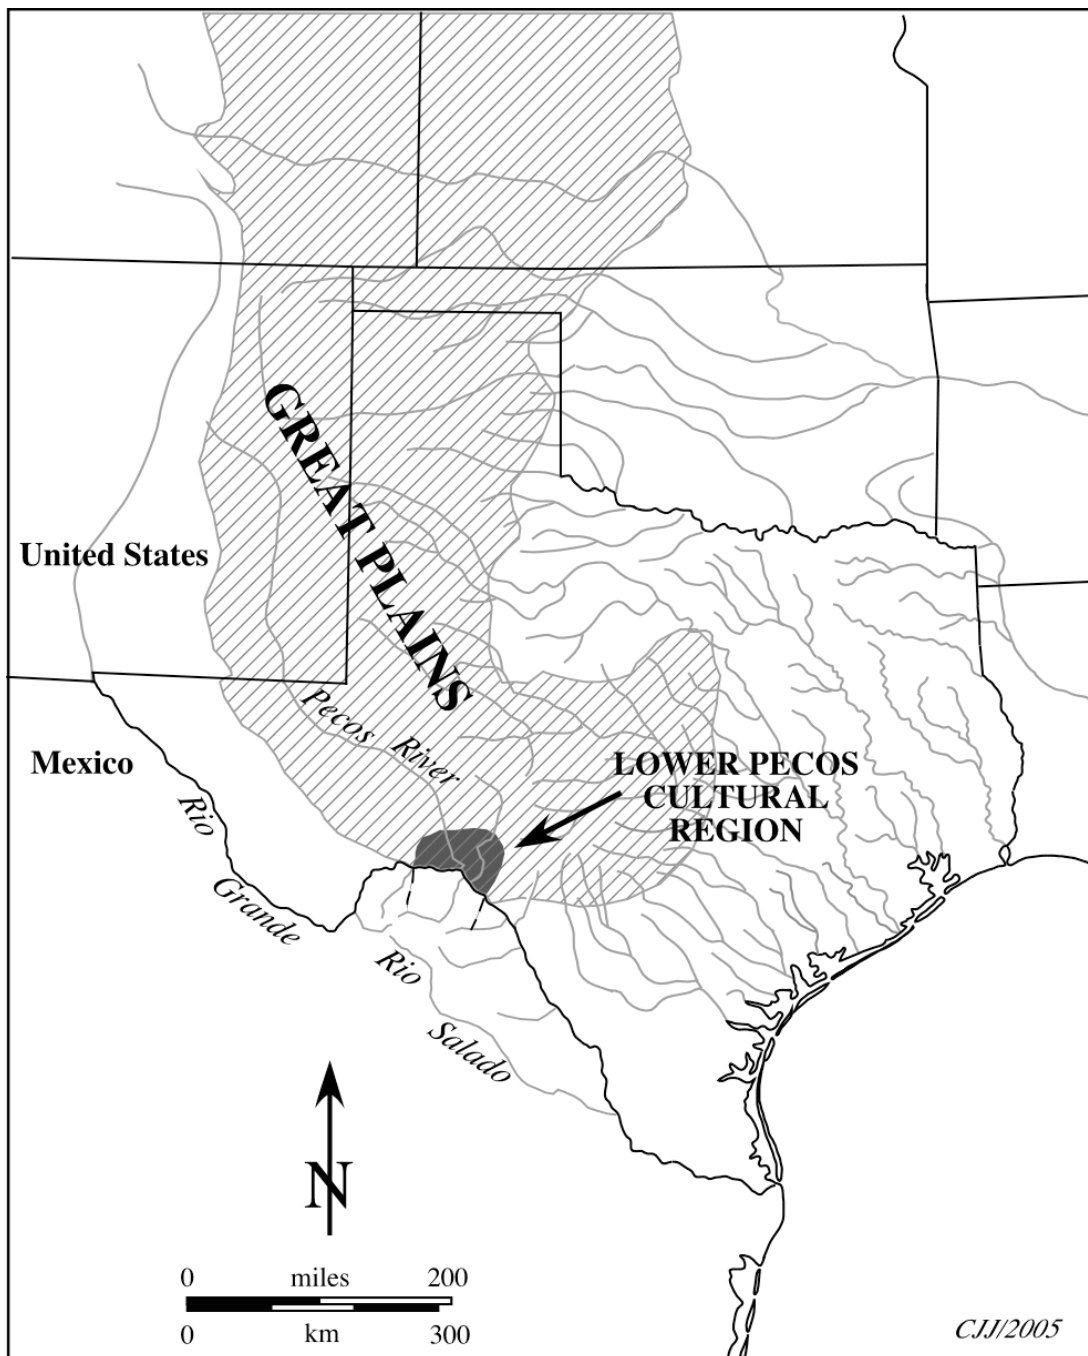 GREAT PLAINS
United States
Pecos River
Mexico
LOWER PECOS
CULTURAL
REGION
Rio
Grande
Rio
Salado
N
0 miles 200
0 km 300
CJJ/2005